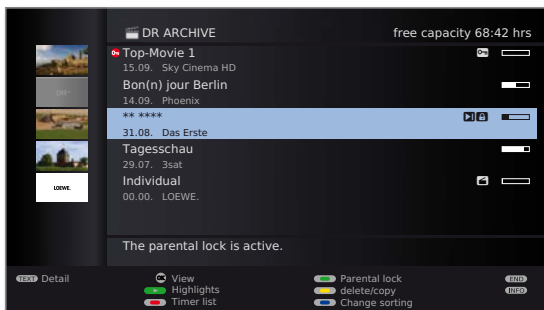 DR ARCHIVE free capacity 68:42 hrs
Top-Movie 1
15.09. Sky Cinema HD
Bon(n) jour Berlin
14.09. Phoenix
** ****
31.08. Das Erste
Tagesschau
29.07. 3sat
Individual
00.00. LOEWE.
LOEWE.
The parental lock is active.
TEXT Detail OK View Parental lock END
Highlights delete/copy INFO
Timer list Change sorting